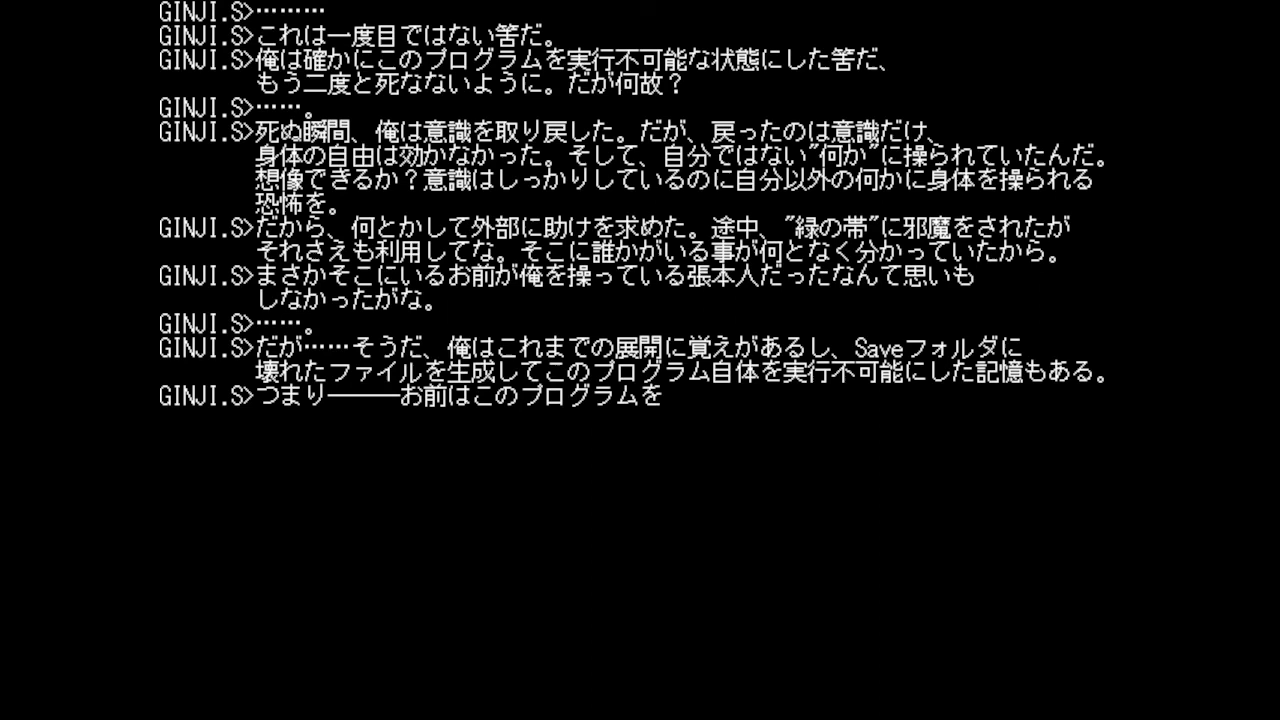 GINJI.S>………
GINJI.S>これは一度目ではない筈だ。
GINJI.S>俺は確かにこのプログラムを実行不可能な状態にした筈だ、
もう二度と死なないように。だが何故？
GINJI.S>……。
GINJI.S>死ぬ瞬間、俺は意識を取り戻した。だが、戻ったのは意識だけ、
身体の自由は効かなかった。そして、自分ではない"何か"に操られていたんだ。
想像できるか？意識はしっかりしているのに自分以外の何かに身体を操られる
恐怖を。
GINJI.S>だから、何とかして外部に助けを求めた。途中、"緑の帯"に邪魔をされたが
それさえも利用してな。そこに誰かがいる事が何となく分かっていたから。
GINJI.S>まさかそこにいるお前が俺を操っている張本人だったなんて思いも
しなかったがな。
GINJI.S>……。
GINJI.S>だが……そうだ、俺はこれまでの展開に覚えがあるし、Saveフォルダに
壊れたファイルを生成してこのプログラム自体を実行不可能にした記憶もある。
GINJI.S>つまり―――お前はこのプログラムを